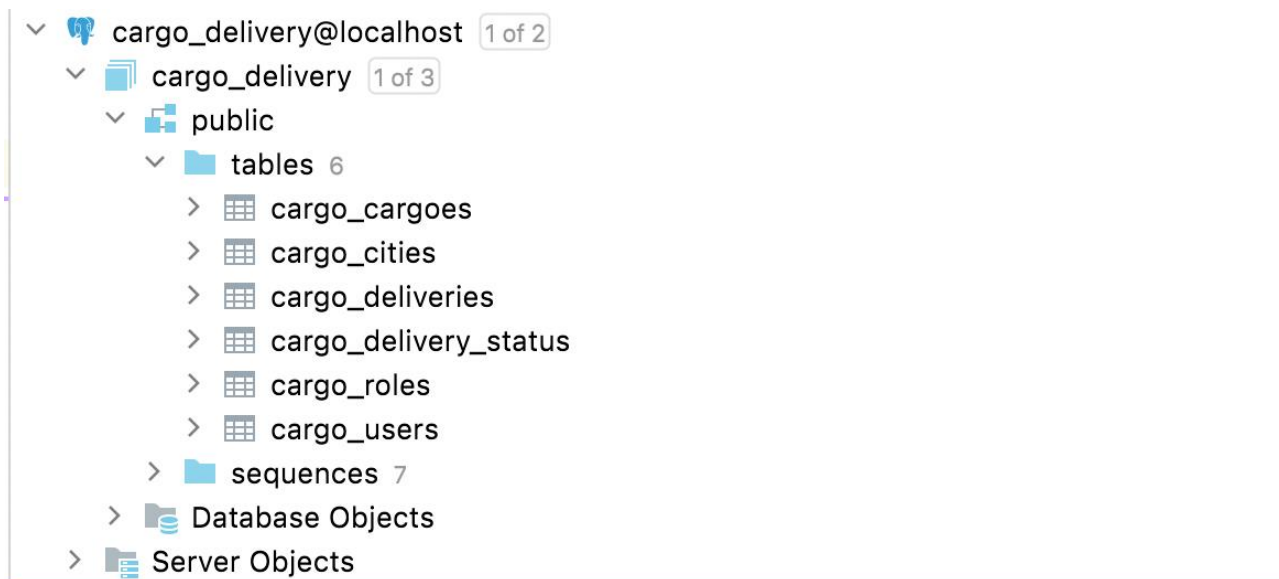 cargo_delivery@localhost 1 of 2
cargo_delivery 1 of 3
public
tables 6
cargo_cargoes
cargo_cities
cargo_deliveries
cargo_delivery_status
cargo_roles
cargo_users
sequences 7
Database Objects
Server Objects